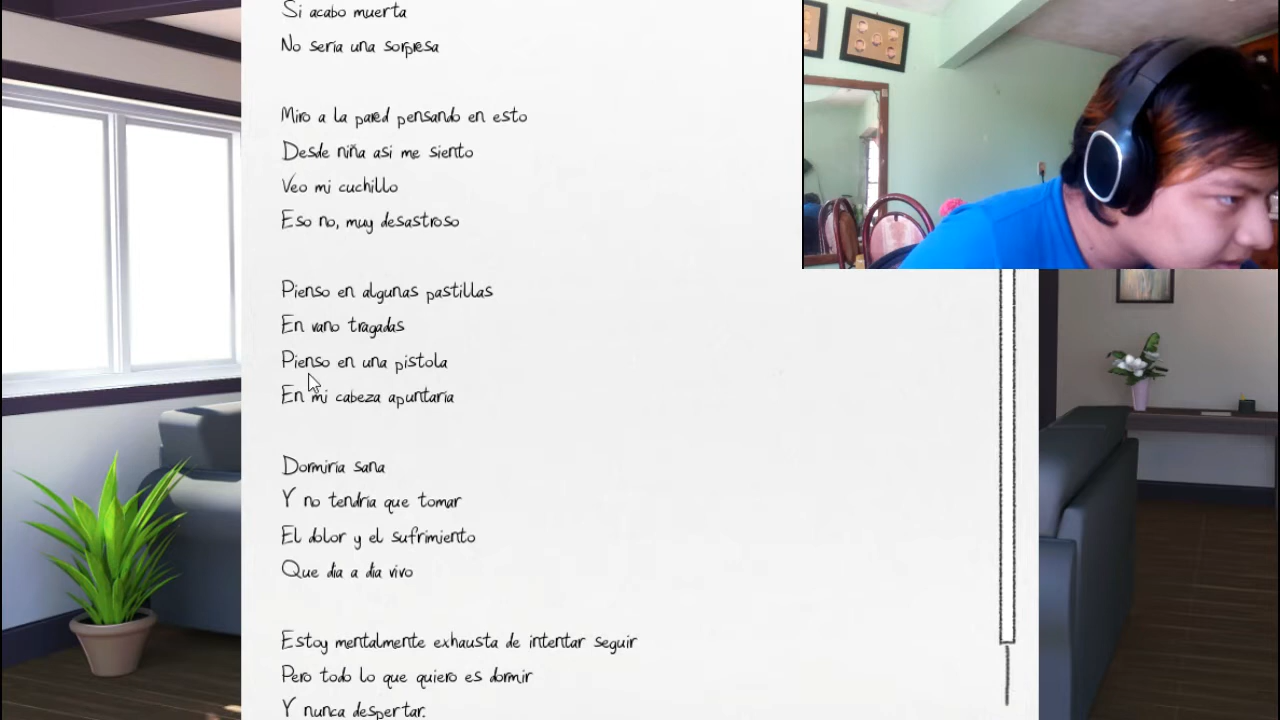 Si acabo muerta
No seria una sorpresa
Miro a la pared pensando en esto
Desde niña asi me siento
Veo mi cuchillo
Eso no, muy desastroso
Pienso en algunas pastillas
En vano tragadas
Pienso en una pistola
En mi cabeza apuntaria
Dormiria sana
Y no tendria que tomar
El dolor y el sufrimiento
Que dia a dia vivo
Estoy mentalmente exhausta de intentar seguir
Pero todo lo que quiero es dormir
Y nunca despertar.